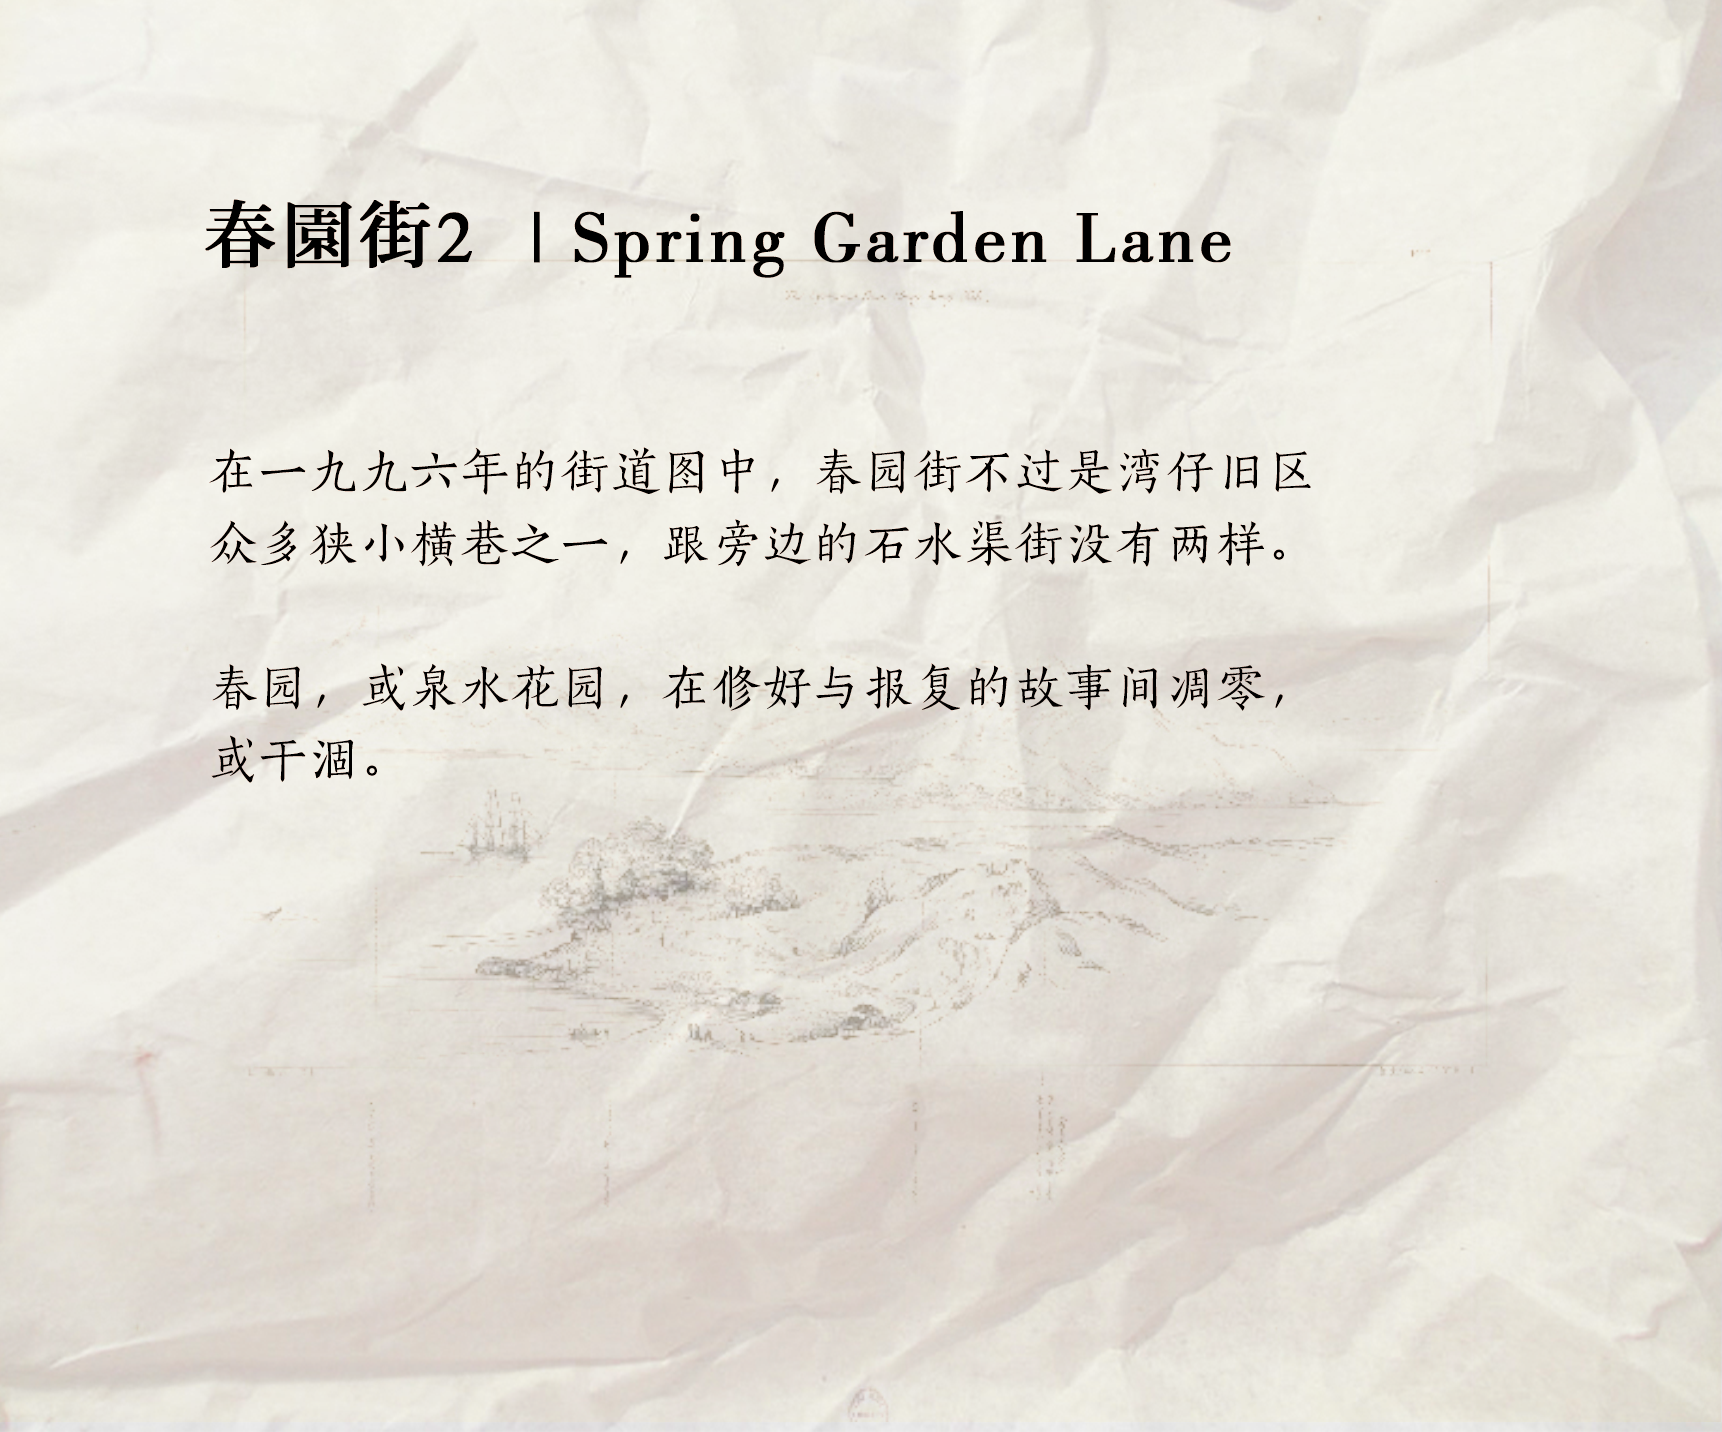 春園街2 | Spring Garden Lane
在一九九六年的街道图中，春园街不过是湾仔旧区
众多狭小横巷之一，跟旁边的石水渠街没有两样。
春园，或泉水花园，在修好与报复的故事间凋零，
或干涸。